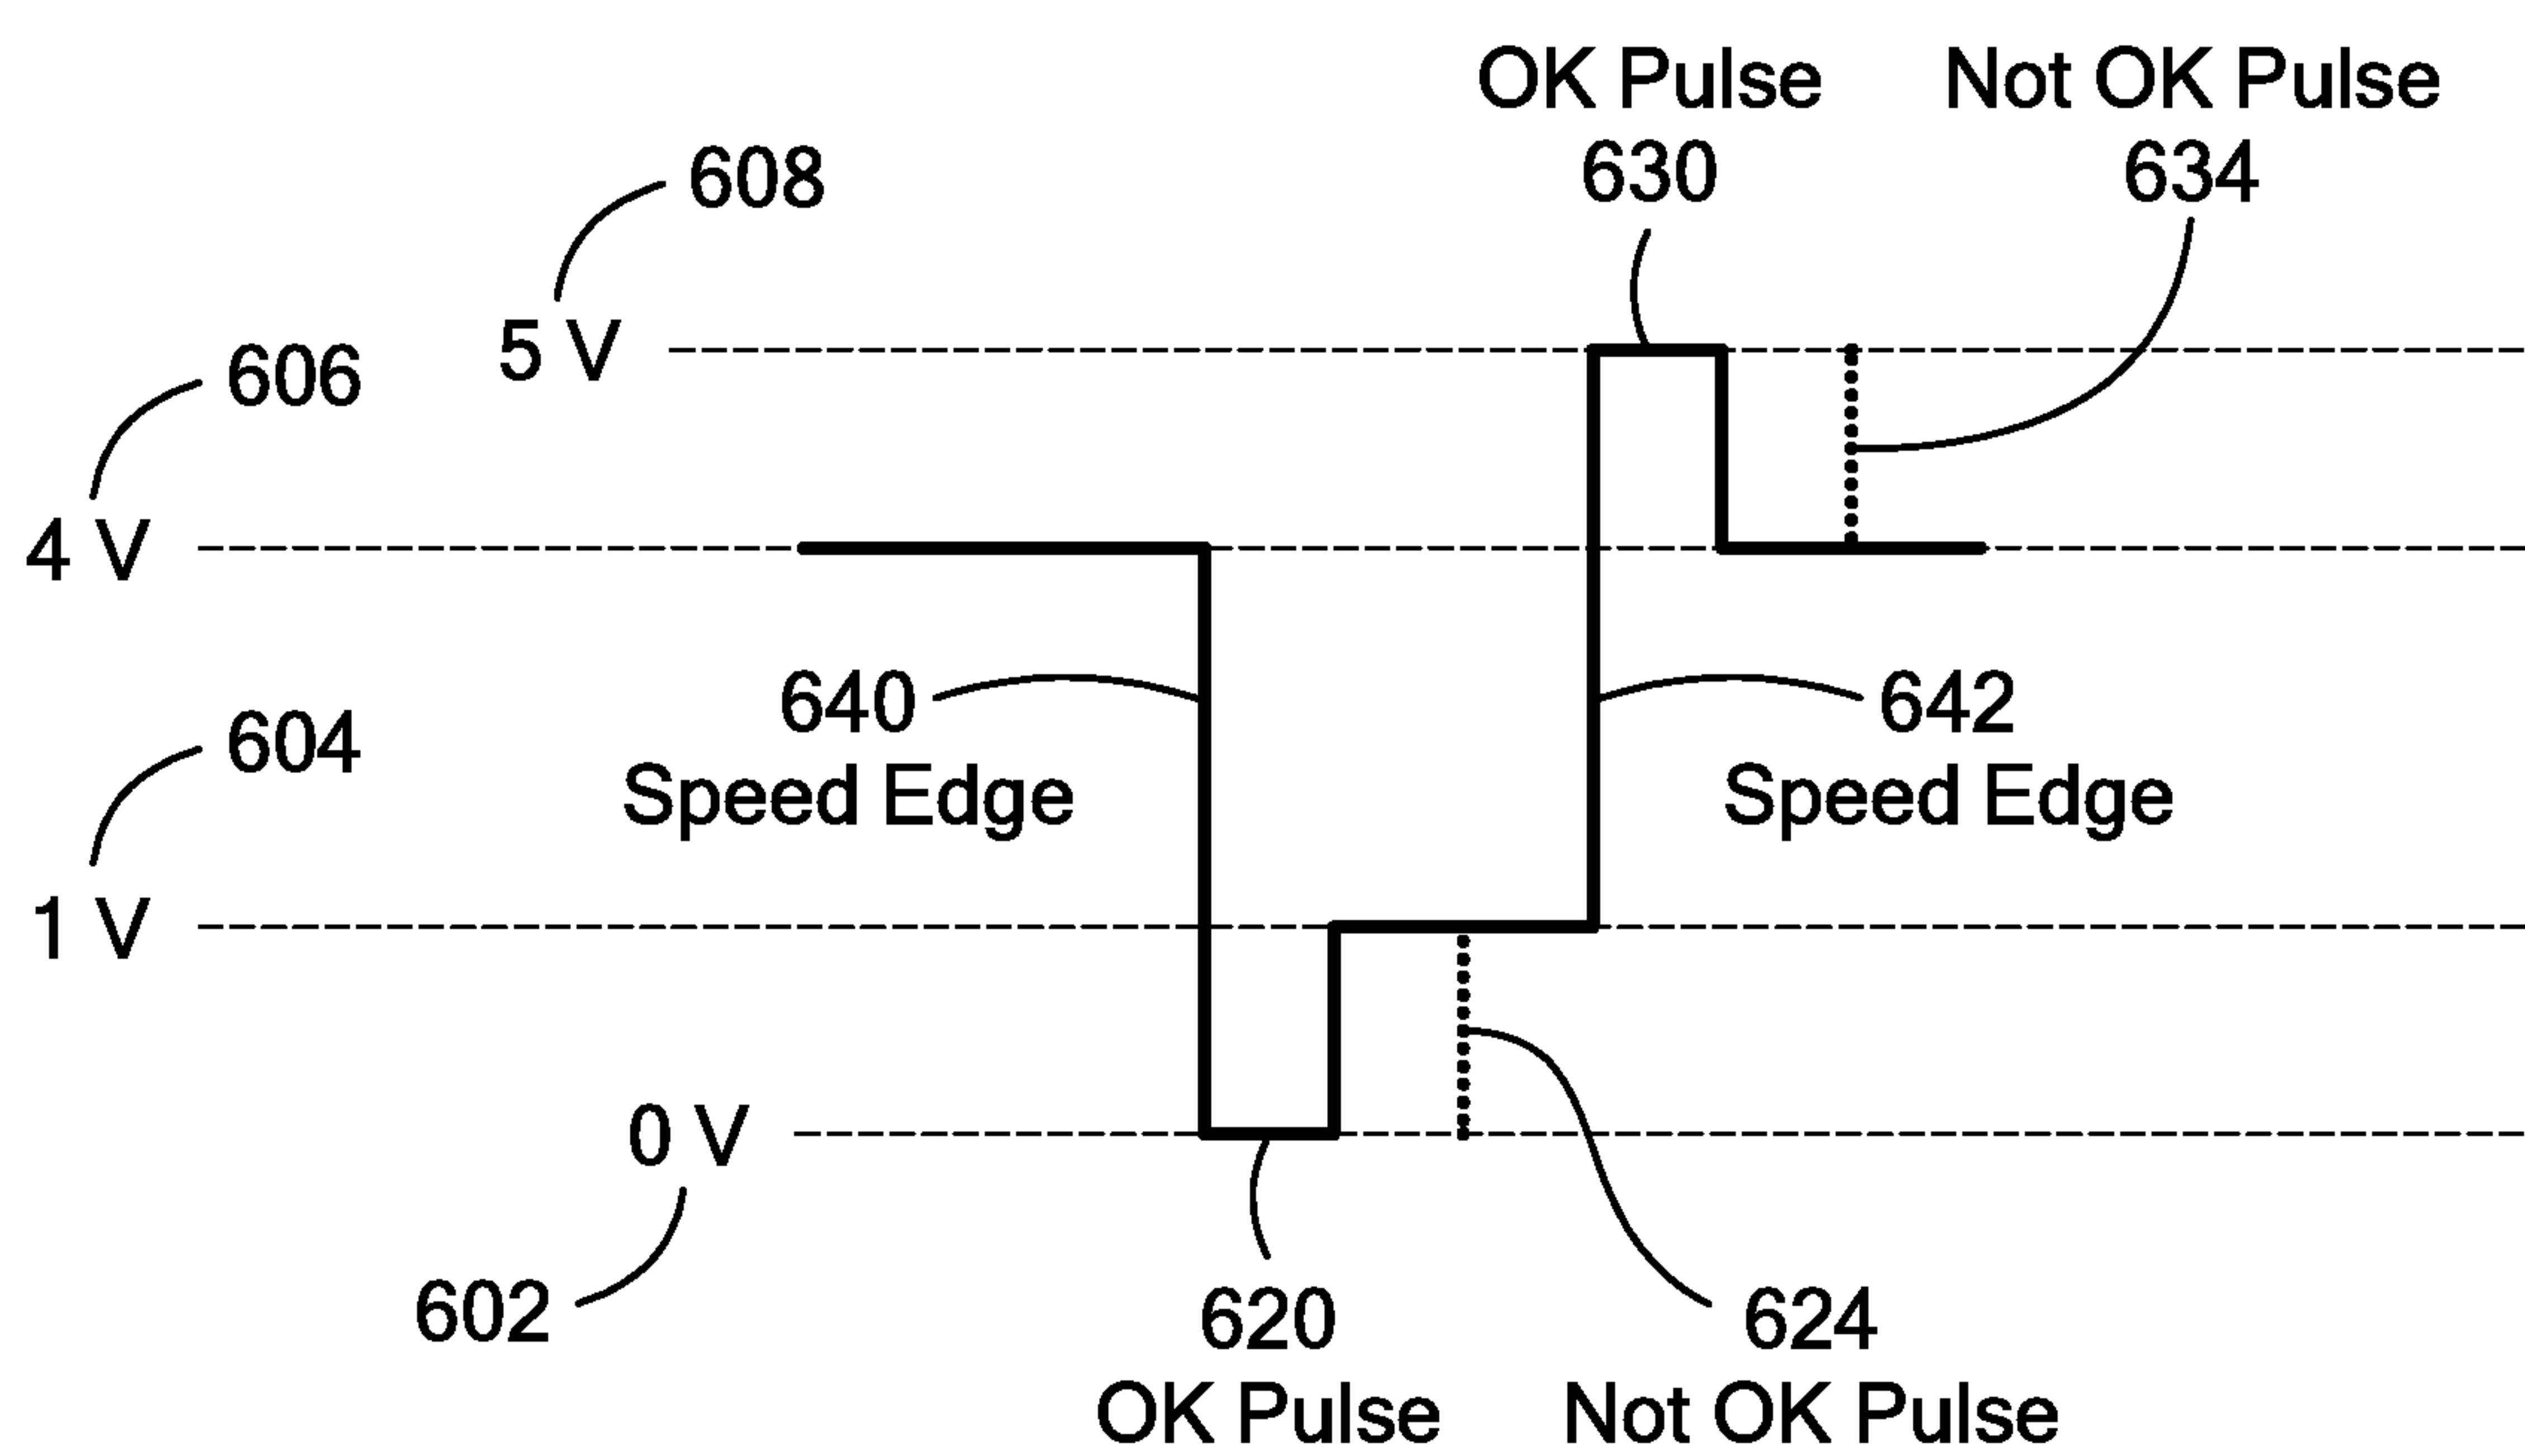 OK Pulse
630
Not OK Pulse
634
608
5 V
606
4 V
640
Speed Edge
642
Speed Edge
604
1 V
0 V
602
620
OK Pulse
624
Not OK Pulse